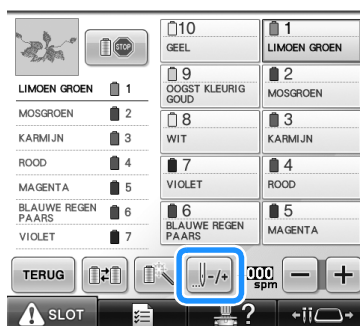 STOP
LIMOEN GROEN 1
MOSGROEN 2
KARMIJN 3
ROOD 4
MAGENTA 5
BLAUWE REGEN
PAARS 6
VIOLET 7
10
GEEL
1
LIMOEN GROEN
9
OOGST KLEURIG
GOUD
2
MOSGROEN
8
WIT
3
KARMIJN
7
VIOLET
4
ROOD
6
BLAUWE REGEN
PAARS
5
MAGENTA
TERUG
-/+
spm
- +
SLOT
?